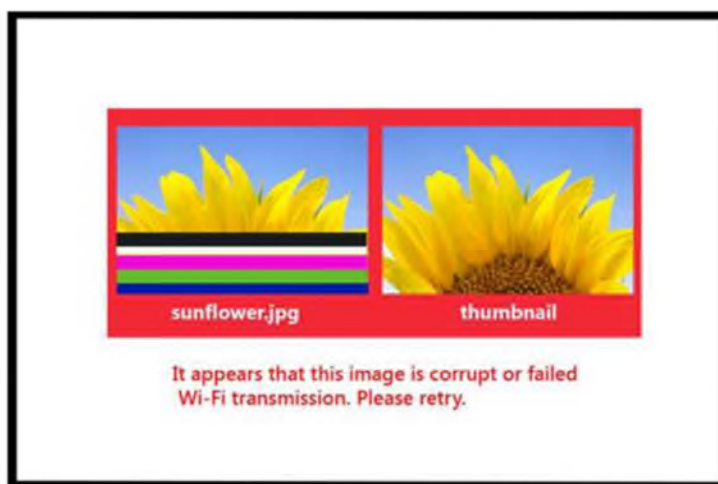 sunflower.jpg
thumbnail
It appears that this image is corrupt or failed
Wi-Fi transmission. Please retry.